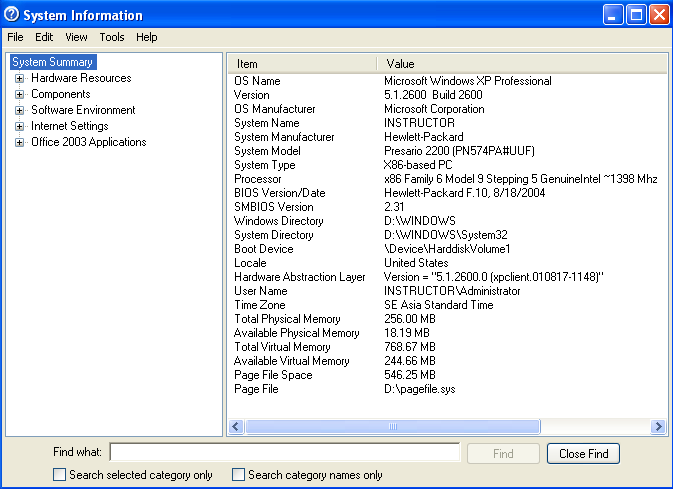 System Information
File Edit View Tools Help
System Summary
Hardware Resources
Components
Software Environment
Internet Settings
Office 2003 Applications
Item Value
OS Name Microsoft Windows XP Professional
Version 5.1.2600 Build 2600
OS Manufacturer Microsoft Corporation
System Name INSTRUCTOR
System Manufacturer Hewlett-Packard
System Model Presario 2200 (PN574PA#UUF)
System Type X86-based PC
Processor x86 Family 6 Model 9 Stepping 5 GenuineIntel ~1398 Mhz
BIOS Version/Date Hewlett-Packard F.10, 8/18/2004
SMBIOS Version 2.31
Windows Directory D:\WINDOWS
System Directory D:\WINDOWS\System32
Boot Device \Device\HarddiskVolume1
Locale United States
Hardware Abstraction Layer Version = "5.1.2600.0 (xpclient.010817-1148)"
User Name INSTRUCTOR\Administrator
Time Zone SE Asia Standard Time
Total Physical Memory 256.00 MB
Available Physical Memory 18.19 MB
Total Virtual Memory 768.67 MB
Available Virtual Memory 244.66 MB
Page File Space 546.25 MB
Page File D:\pagefile.sys
Find what: Find Close Find
Search selected category only Search category names only